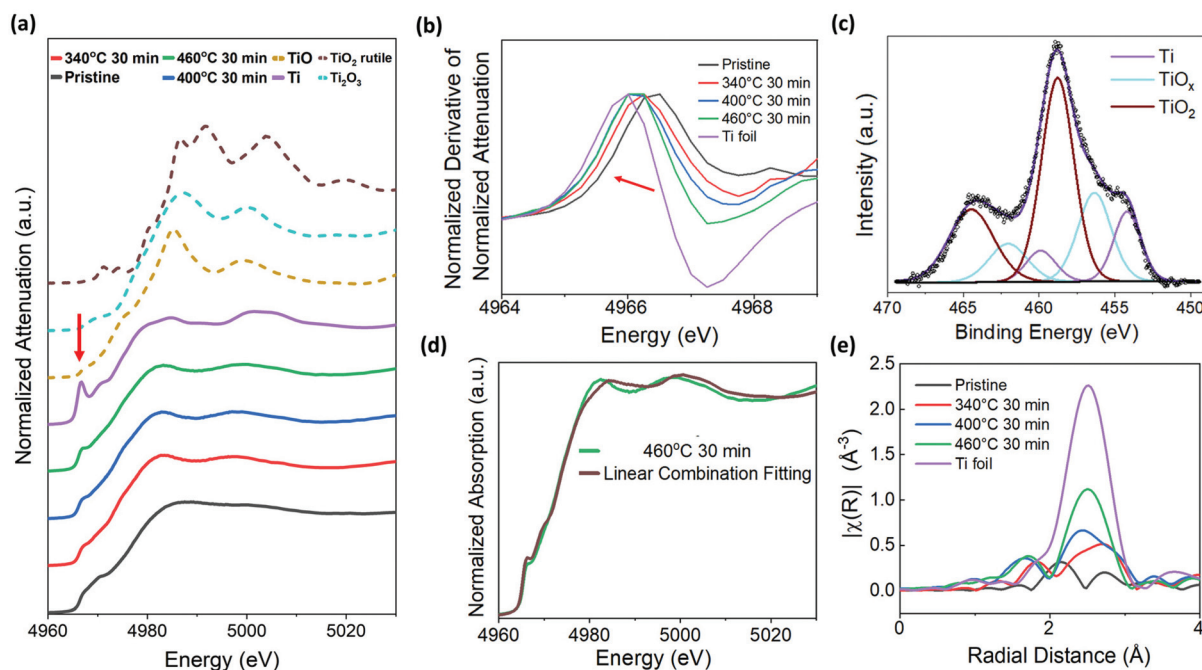 (a)
340°C 30 min
460°C 30 min
TiO
TiO2 rutile
Pristine
400°C 30 min
Ti
Ti2O3
Normalized Attenuation (a.u.)
4960
4980
5000
5020
Energy (eV)
(b)
Pristine
340°C 30 min
400°C 30 min
460°C 30 min
Ti foil
Normalized Derivative of
Normalized Attenuation
4964
4966
4968
Energy (eV)
(c)
Ti
TiOx
TiO2
Intensity (a.u.)
470
465
460
455
450
Binding Energy (eV)
(d)
460°C 30 min
Linear Combination Fitting
Normalized Absorption (a.u.)
4960
4980
5000
5020
Energy (eV)
(e)
Pristine
340°C 30 min
400°C 30 min
460°C 30 min
Ti foil
|χ(R)| (Å-3)
2.5
2.0
1.5
1.0
0.5
0.0
0
2
4
Radial Distance (Å)